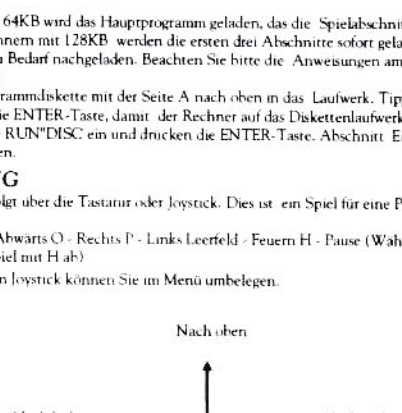 64KB wird das Hauptprogramm geladen, das die Spielabschni
nnern mit 128KB werden die ersten drei Abschnitte sofort gela
Bedarf nachgeladen. Beachten Sie bitte die Anweisungen am
rammdiskette mit der Seite A nach oben in das Laufwerk. Tip
ie ENTER-Taste, damit der Rechner auf das Diskettenlaufwerk
RUN"DISC ein und drücken die ENTER-Taste. Abschnitt E
en.
G
lgt über die Tastatur oder Joystick. Dies ist ein Spiel für eine P
Abwärts O - Rechts P - Links Leerfeld - Feuern H - Pause (Wäh
iel mit H ab)
n Joystick können Sie im Menü umbelegen.
Nach oben